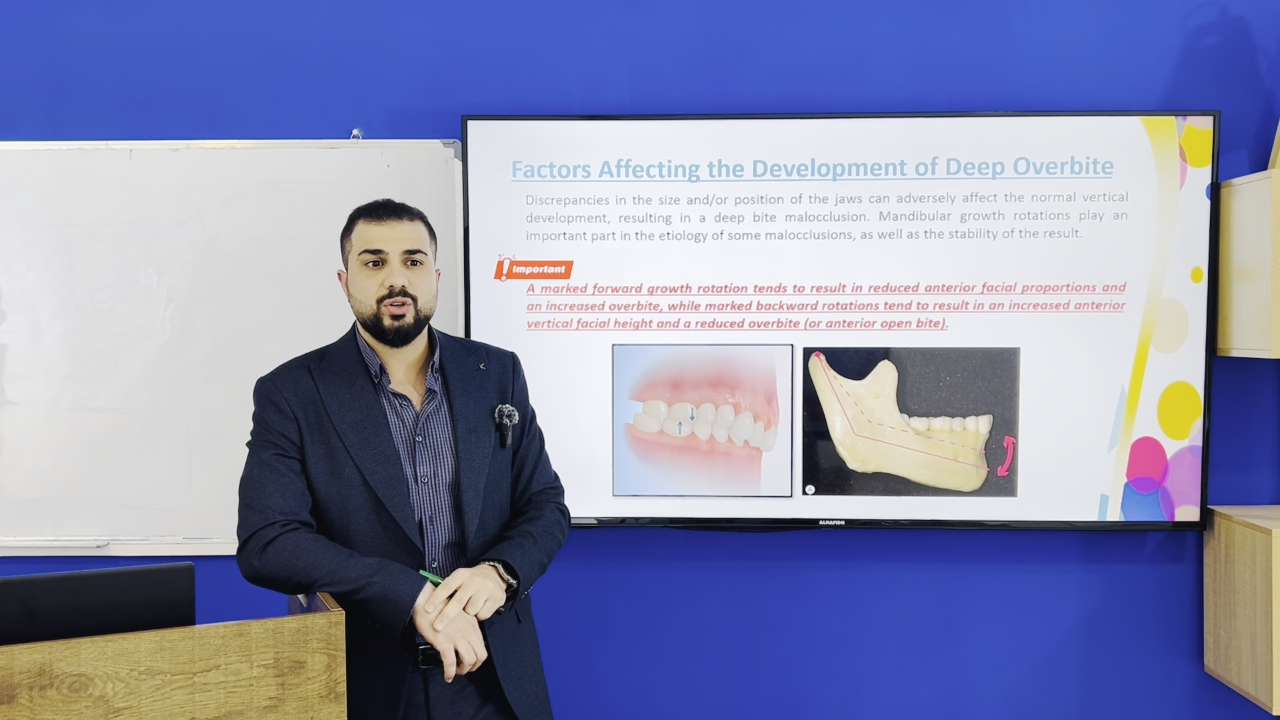 Factors Affecting the Development of Deep Overbite
Discrepancies in the size and/or position of the jaws can adversely affect the normal vertical
development, resulting in a deep bite malocclusion. Mandibular growth rotations play an
important part in the etiology of some malocclusions, as well as the stability of the result.
Important
A marked forward growth rotation tends to result in reduced anterior facial proportions and
an increased overbite, while marked backward rotations tend to result in an increased anterior
vertical facial height and a reduced overbite (or anterior open bite).
ALHAFIDH